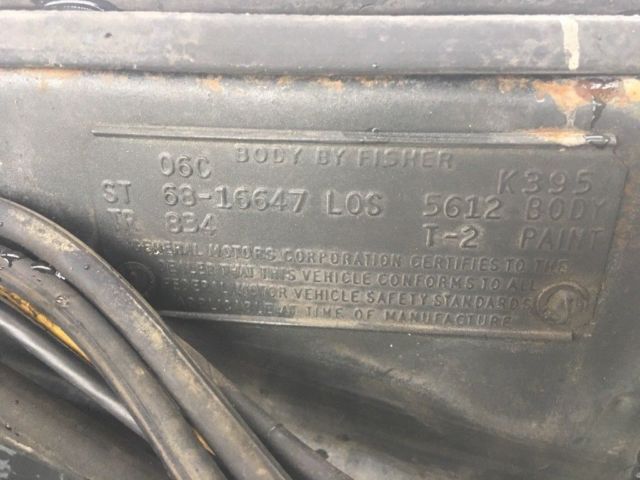 BODY BY FISHER
06C K395
ST 68-16647 LOS 5612 BODY
TR 834 T-2 PAINT
GENERAL MOTORS CORPORATION CERTIFIES TO THE
DEALER THAT THIS VEHICLE CONFORMS TO ALL
FEDERAL MOTOR VEHICLE SAFETY STANDARDS
APPLICABLE AT TIME OF MANUFACTURE